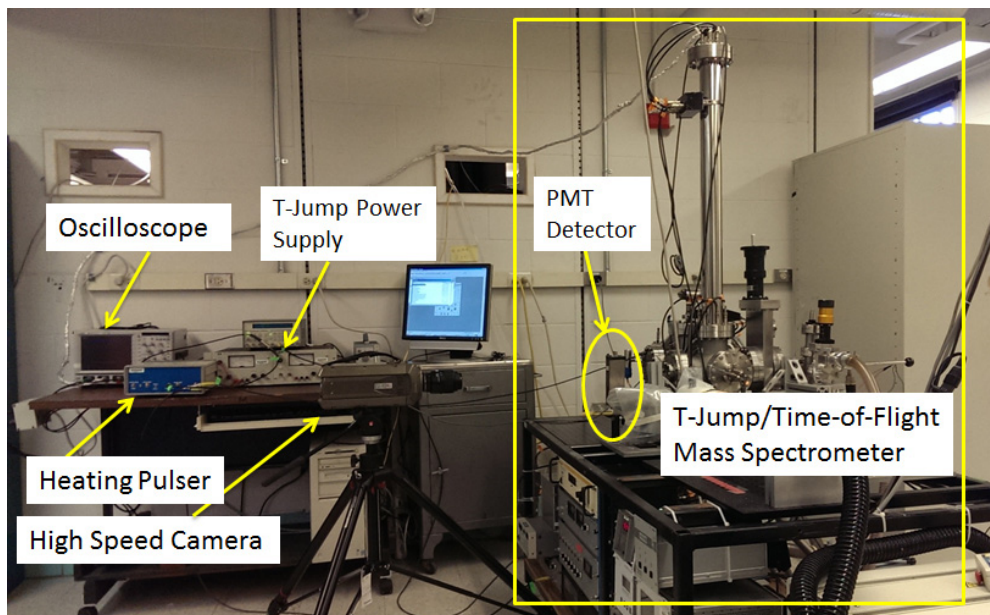 Oscilloscope
T-Jump Power
Supply
PMT
Detector
T-Jump/Time-of-Flight
Mass Spectrometer
Heating Pulser
High Speed Camera